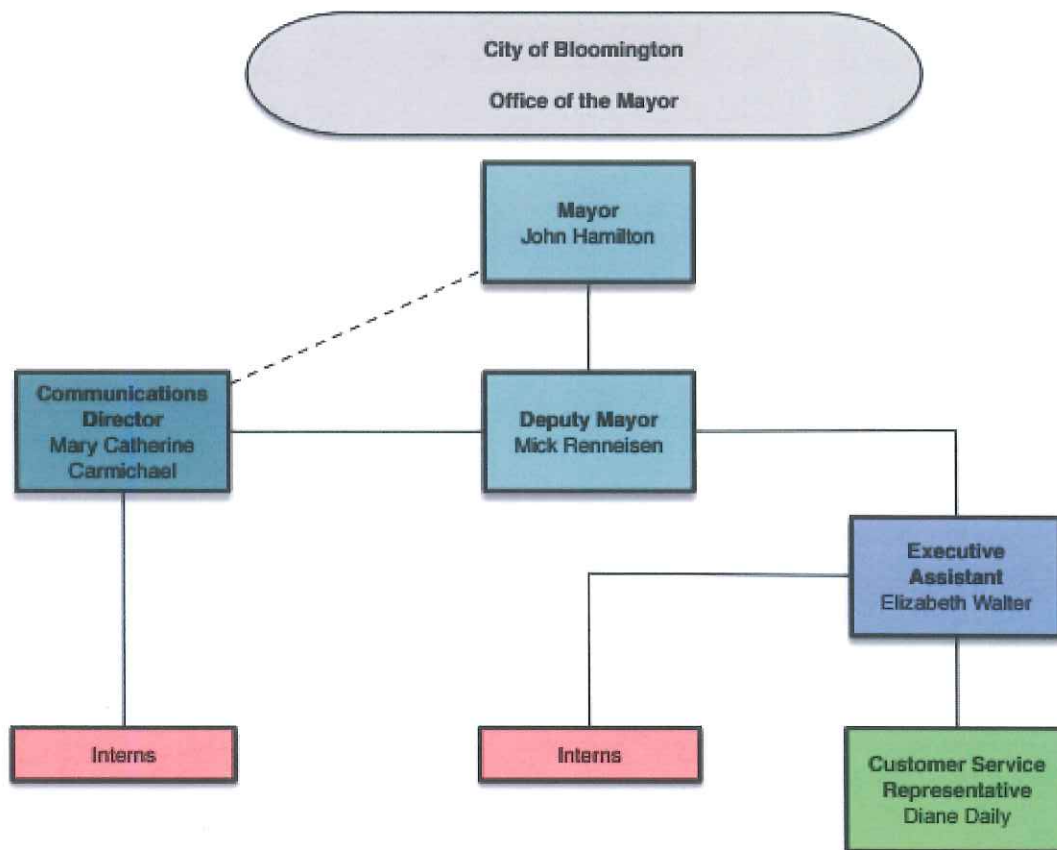 City of Bloomington
Office of the Mayor
Mayor
John Hamilton
Communications
Director
Mary Catherine
Carmichael
Deputy Mayor
Mick Renneisen
Executive
Assistant
Elizabeth Walter
Interns
Interns
Customer Service
Representative
Diane Daily